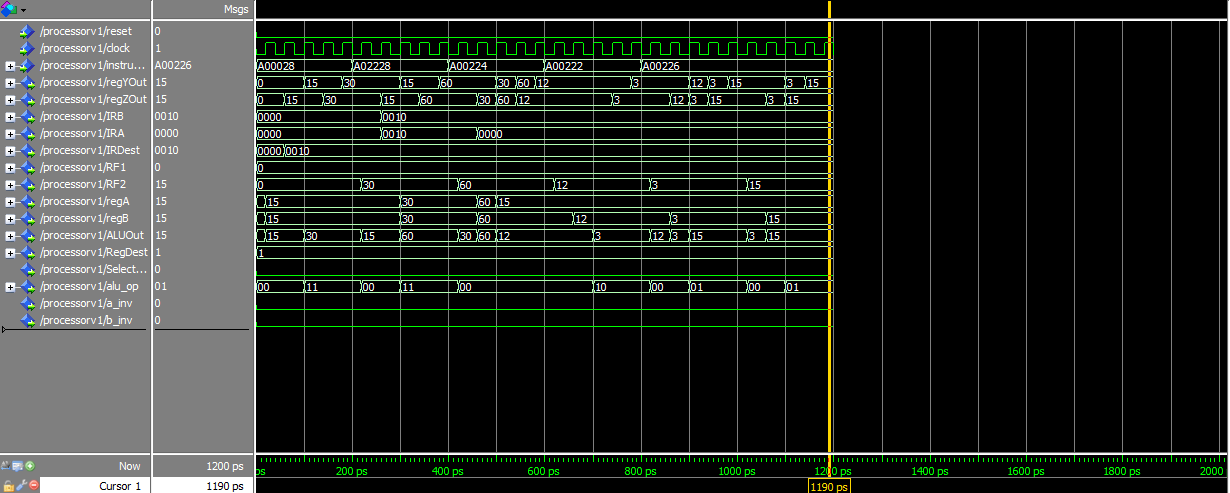 Msgs
/processorv1/reset 0
/processorv1/clock 1
/processorv1/instru... A00226 A00028 A02228 A00224 A00222 A00226
/processorv1/regYOut 15 0 15 30 15 60 30 60 12 3 12 3 15 3 15
/processorv1/regZOut 15 0 15 30 15 60 30 60 12 3 12 3 15 3 15
/processorv1/IRB 0010 0000 0010
/processorv1/IRA 0000 0000 0010 0000
/processorv1/IRDest 0010 0000 0010
/processorv1/RF1 0 0
/processorv1/RF2 15 0 30 60 12 3 15
/processorv1/regA 15 15 30 60 15
/processorv1/regB 15 15 30 60 12 3 15
/processorv1/ALUOut 15 15 30 15 60 30 60 12 3 12 3 15 3 15
/processorv1/RegDest 1 1
/processorv1/Select... 0
/processorv1/alu_op 01 00 11 00 11 00 10 00 01 00 01
/processorv1/a_inv 0
/processorv1/b_inv 0
Now 1200 ps ps 200 ps 400 ps 600 ps 800 ps 1000 ps 1200 ps 1400 ps 1600 ps 1800 ps 2000
Cursor 1 1190 ps 1190 ps